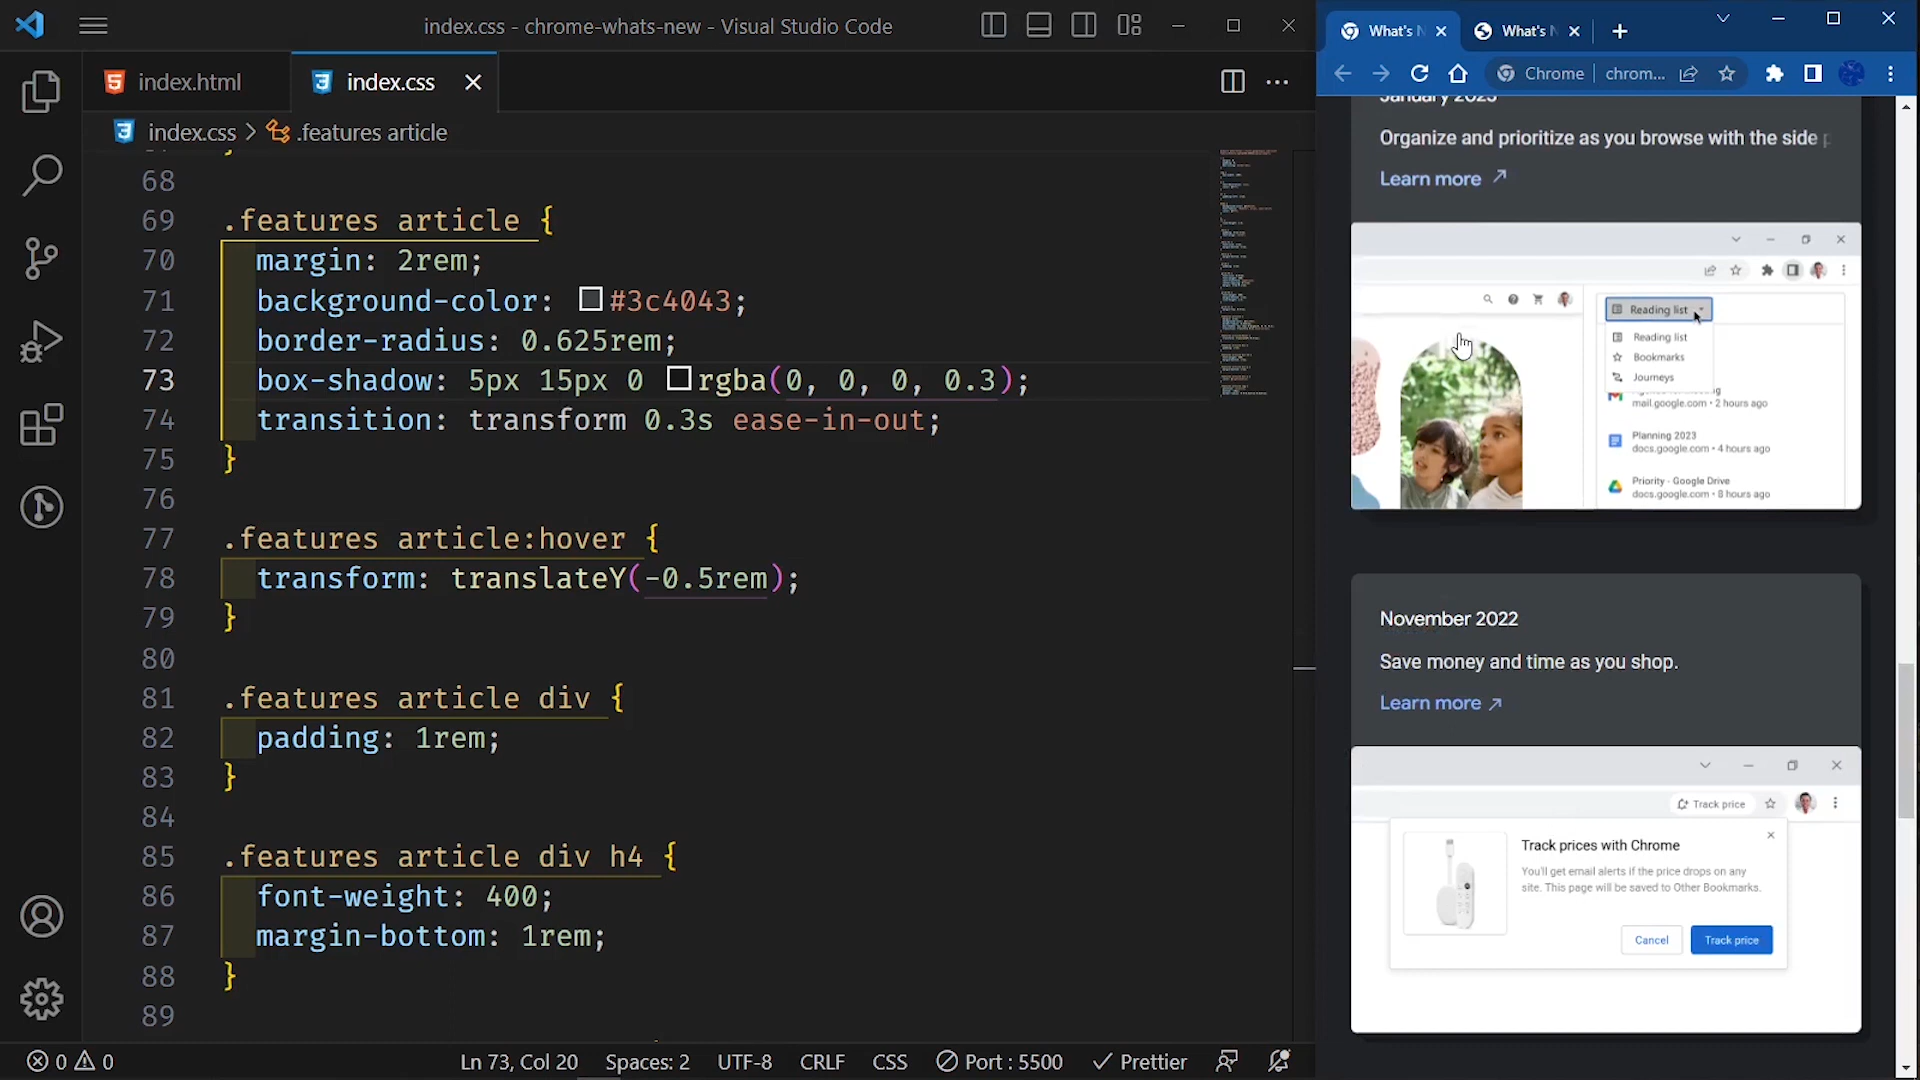 index.css - chrome-whats-new - Visual Studio Code
index.html
index.css
index.css > .features article
68
69 .features article {
70 margin: 2rem;
71 background-color: #3c4043;
72 border-radius: 0.625rem;
73 box-shadow: 5px 15px 0 rgba(0, 0, 0, 0.3);
74 transition: transform 0.3s ease-in-out;
75 }
76
77 .features article:hover {
78 transform: translateY(-0.5rem);
79 }
80
81 .features article div {
82 padding: 1rem;
83 }
84
85 .features article div h4 {
86 font-weight: 400;
87 margin-bottom: 1rem;
88 }
89
0 0
Ln 73, Col 20
Spaces: 2
UTF-8
CRLF
CSS
Port : 5500
Prettier
What's N
What's N
Chrome
chrom...
January 2023
Organize and prioritize as you browse with the side p
Learn more
Reading list
Reading list
Bookmarks
Journeys
mail.google.com • 2 hours ago
Planning 2023
docs.google.com • 4 hours ago
Priority - Google Drive
docs.google.com • 8 hours ago
November 2022
Save money and time as you shop.
Learn more
Track price
Track prices with Chrome
You'll get email alerts if the price drops on any
site. This page will be saved to Other Bookmarks.
Cancel
Track price